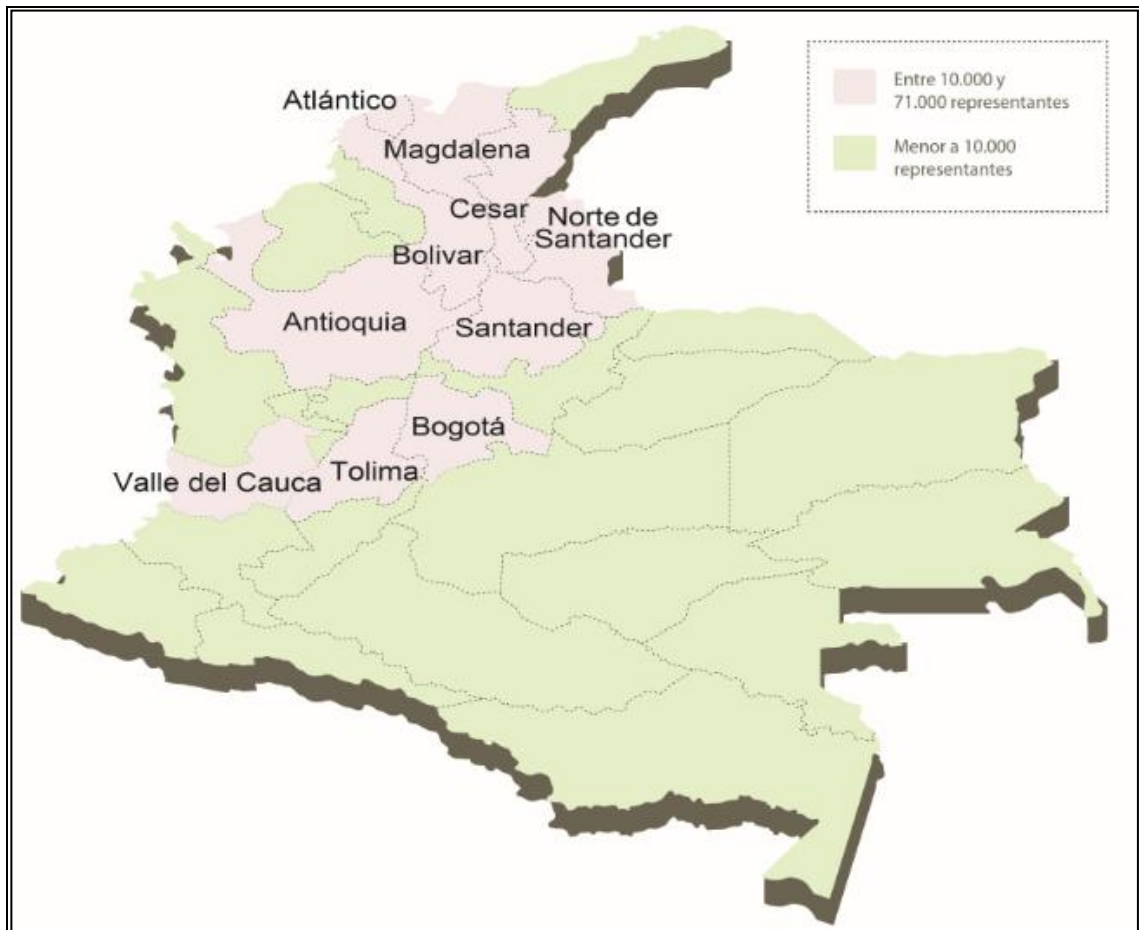 Entre 10.000 y
71.000 representantes
Menor a 10.000
representantes
Atlántico
Magdalena
Cesar
Norte de
Santander
Bolivar
Antioquia
Santander
Bogotá
Tolima
Valle del Cauca